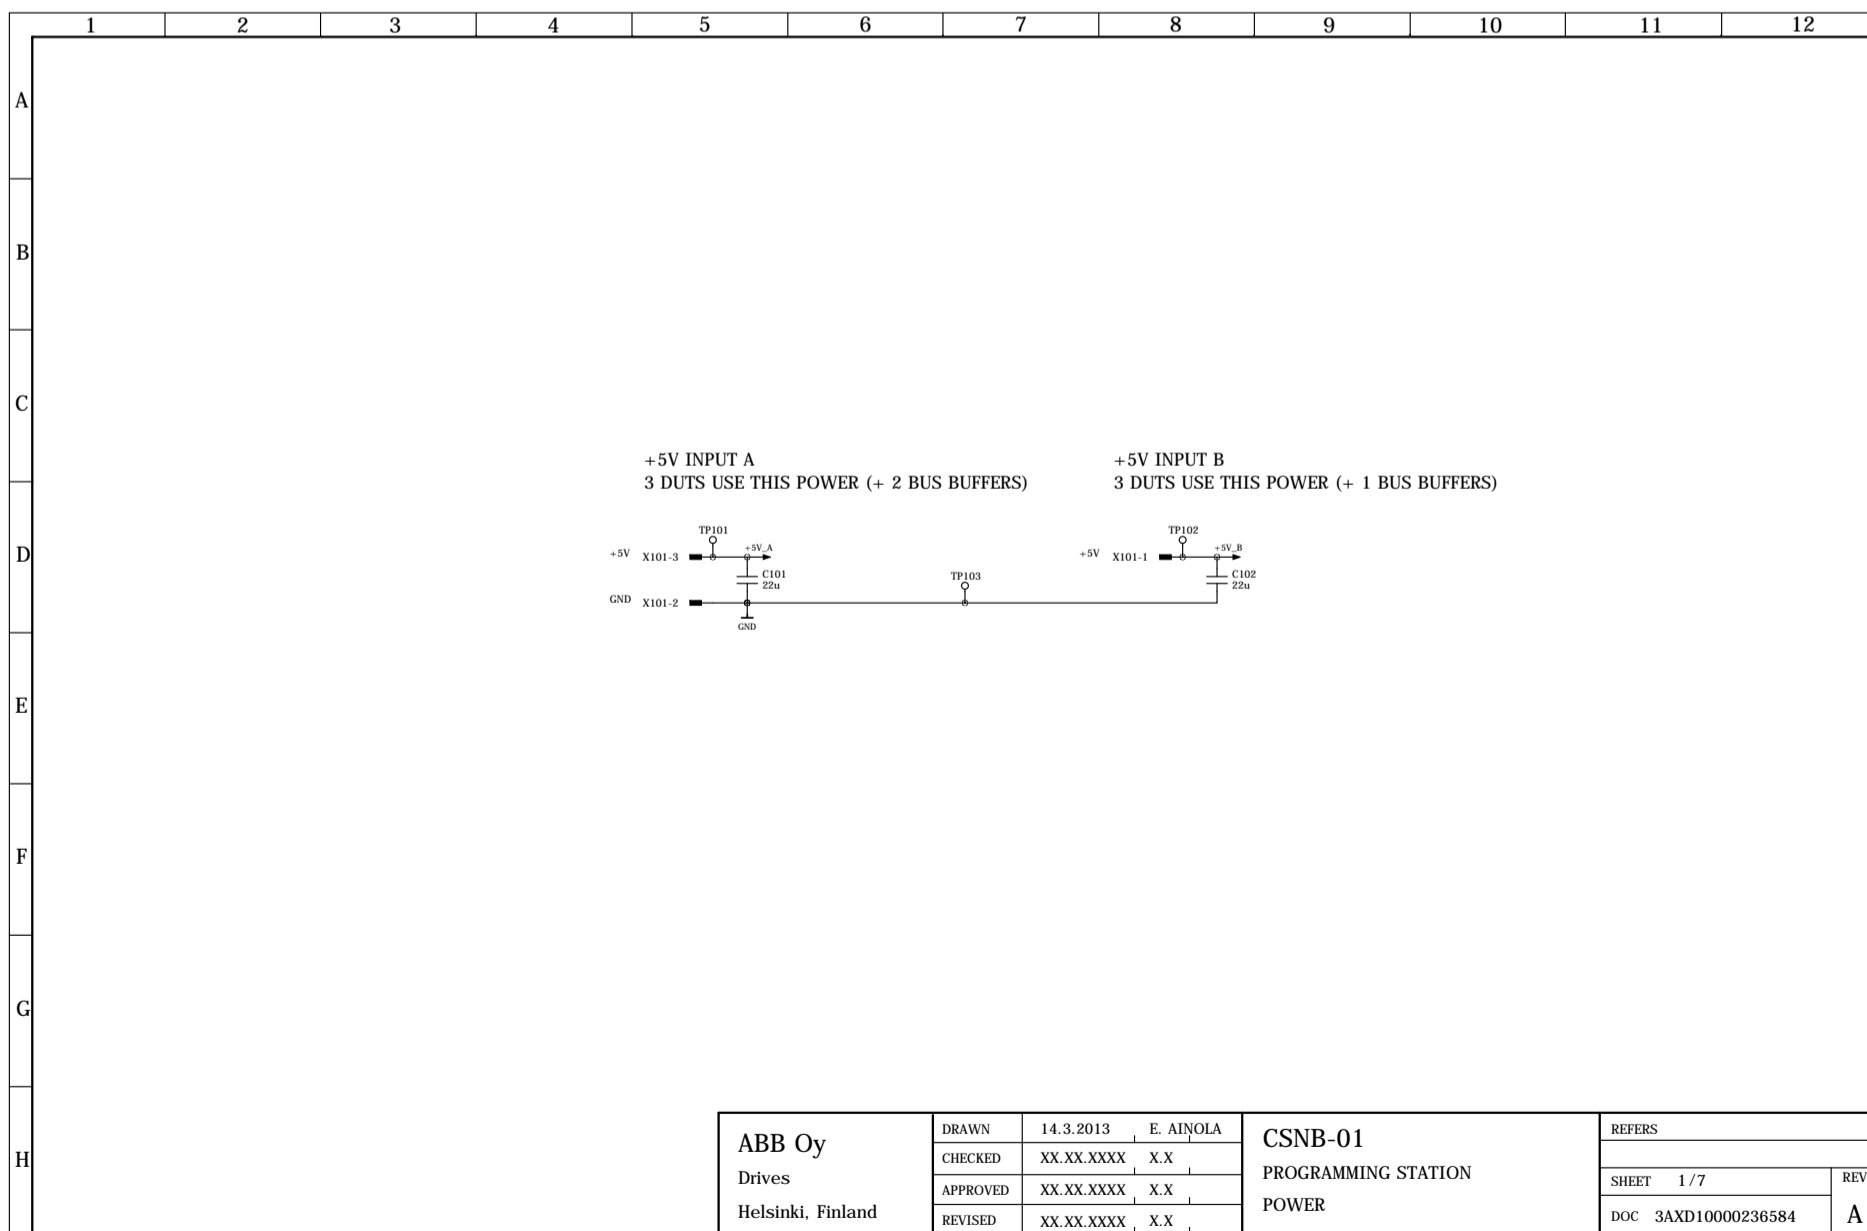 1 2 3 4 5 6 7 8 9 10 11 12
A
B
C
+5V INPUT A
3 DUTS USE THIS POWER (+ 2 BUS BUFFERS)
+5V INPUT B
3 DUTS USE THIS POWER (+ 1 BUS BUFFERS)
D
TP101
+5V X101-3 +5V_A
C101
22u
GND X101-2
GND
TP103
TP102
+5V X101-1 +5V_B
C102
22u
E
F
G
H
ABB Oy
Drives
Helsinki, Finland
DRAWN 14.3.2013 E. AINOLA
CHECKED XX.XX.XXXX X.X
APPROVED XX.XX.XXXX X.X
REVISED XX.XX.XXXX X.X
CSNB-01
PROGRAMMING STATION
POWER
REFERS
SHEET 1/7
DOC 3AXD10000236584
REV
A